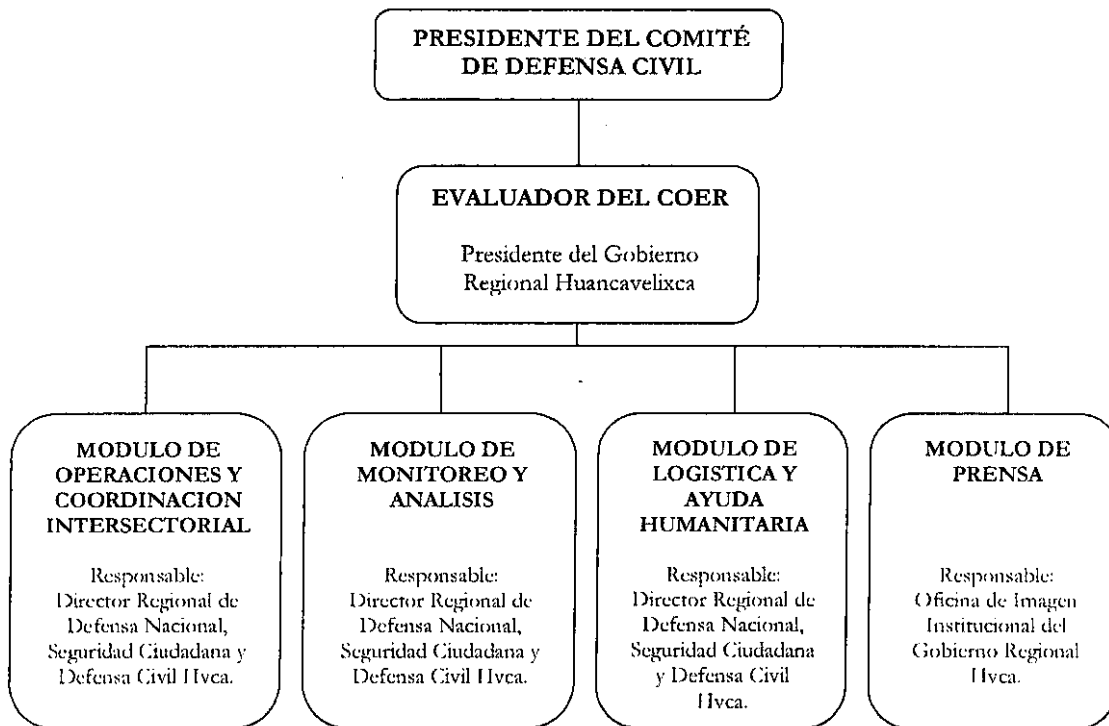 PRESIDENTE DEL COMITÉ
DE DEFENSA CIVIL
EVALUADOR DEL COER
Presidente del Gobierno
Regional Huancavelixca
MODULO DE
OPERACIONES Y
COORDINACION
INTERSECTORIAL
Responsable:
Director Regional de
Defensa Nacional,
Seguridad Ciudadana y
Defensa Civil Hvca.
MODULO DE
MONITOREO Y
ANALISIS
Responsable:
Director Regional de
Defensa Nacional,
Seguridad Ciudadana y
Defensa Civil Hvca.
MODULO DE
LOGISTICA Y
AYUDA
HUMANITARIA
Responsable:
Director Regional de
Defensa Nacional,
Seguridad Ciudadana
y Defensa Civil
Hvca.
MODULO DE
PRENSA
Responsable:
Oficina de Imagen
Institucional del
Gobierno Regional
Hvca.